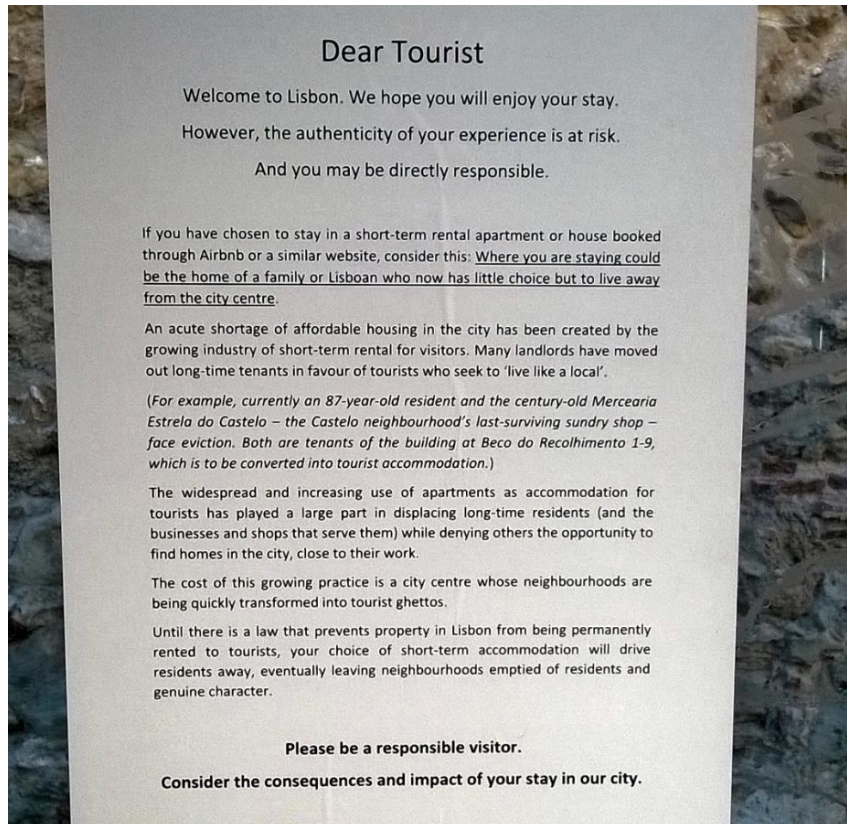 Dear Tourist
Welcome to Lisbon. We hope you will enjoy your stay.
However, the authenticity of your experience is at risk.
And you may be directly responsible.
If you have chosen to stay in a short-term rental apartment or house booked
through Airbnb or a similar website, consider this: Where you are staying could
be the home of a family or Lisboan who now has little choice but to live away
from the city centre.
An acute shortage of affordable housing in the city has been created by the
growing industry of short-term rental for visitors. Many landlords have moved
out long-time tenants in favour of tourists who seek to ‘live like a local’.
(For example, currently an 87-year-old resident and the century-old Mercearia
Estrela do Castelo – the Castelo neighbourhood’s last-surviving sundry shop –
face eviction. Both are tenants of the building at Beco do Recolhimento 1-9,
which is to be converted into tourist accommodation.)
The widespread and increasing use of apartments as accommodation for
tourists has played a large part in displacing long-time residents (and the
businesses and shops that serve them) while denying others the opportunity to
find homes in the city, close to their work.
The cost of this growing practice is a city centre whose neighbourhoods are
being quickly transformed into tourist ghettos.
Until there is a law that prevents property in Lisbon from being permanently
rented to tourists, your choice of short-term accommodation will drive
residents away, eventually leaving neighbourhoods emptied of residents and
genuine character.
Please be a responsible visitor.
Consider the consequences and impact of your stay in our city.